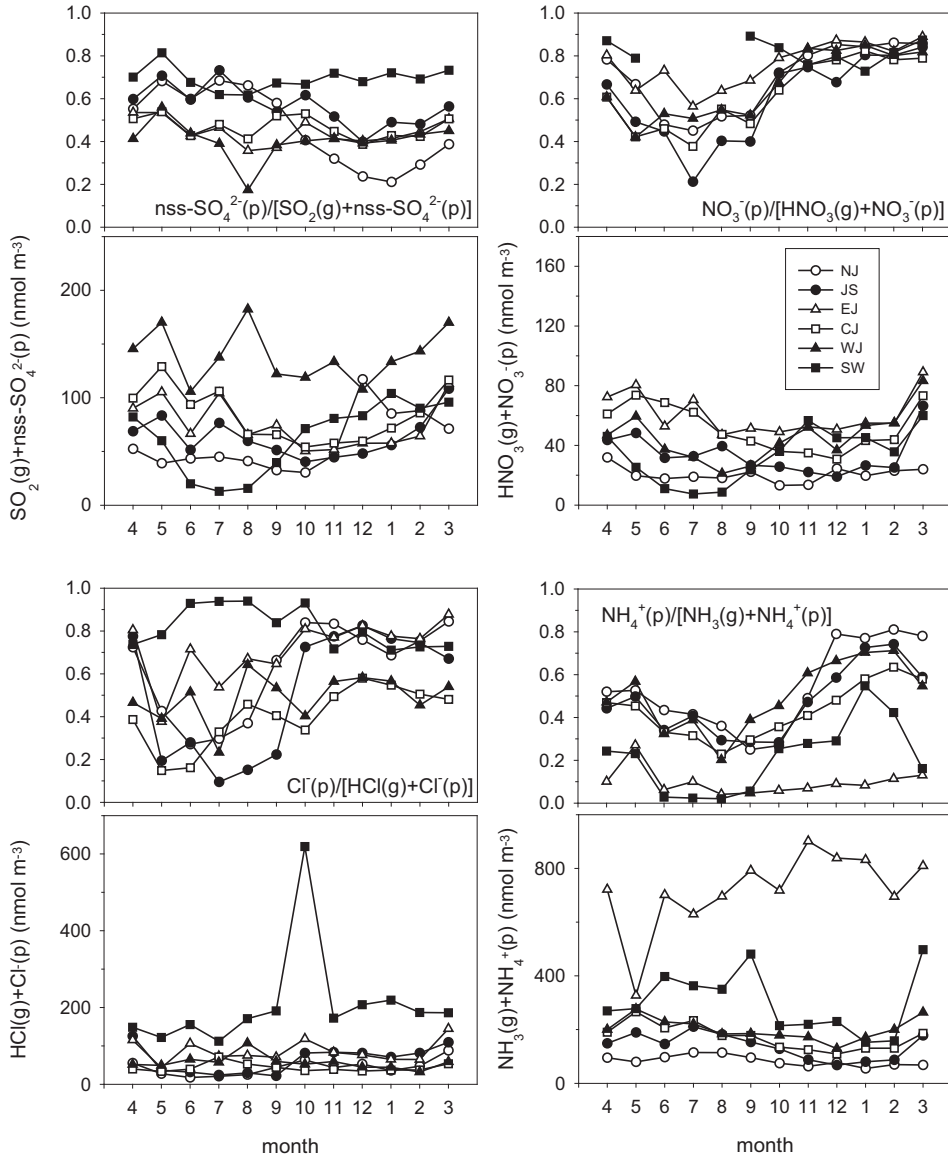 1.0
0.8
0.6
0.4
0.2
0.0
nss-SO₄²⁻(p)/[SO₂(g)+nss-SO₄²⁻(p)]
SO₂(g)+nss-SO₄²⁻(p) (nmol m⁻³)
200
100
0
4 5 6 7 8 9 10 11 12 1 2 3
1.0
0.8
0.6
0.4
0.2
0.0
NO₃⁻(p)/[HNO₃(g)+NO₃⁻(p)]
HNO₃(g)+NO₃⁻(p) (nmol m⁻³)
160
120
80
40
0
NJ
JS
EJ
CJ
WJ
SW
4 5 6 7 8 9 10 11 12 1 2 3
1.0
0.8
0.6
0.4
0.2
0.0
Cl⁻(p)/[HCl(g)+Cl⁻(p)]
HCl(g)+Cl⁻(p) (nmol m⁻³)
600
400
200
0
4 5 6 7 8 9 10 11 12 1 2 3
month
1.0
0.8
0.6
0.4
0.2
0.0
NH₄⁺(p)/[NH₃(g)+NH₄⁺(p)]
NH₃(g)+NH₄⁺(p) (nmol m⁻³)
800
400
0
4 5 6 7 8 9 10 11 12 1 2 3
month